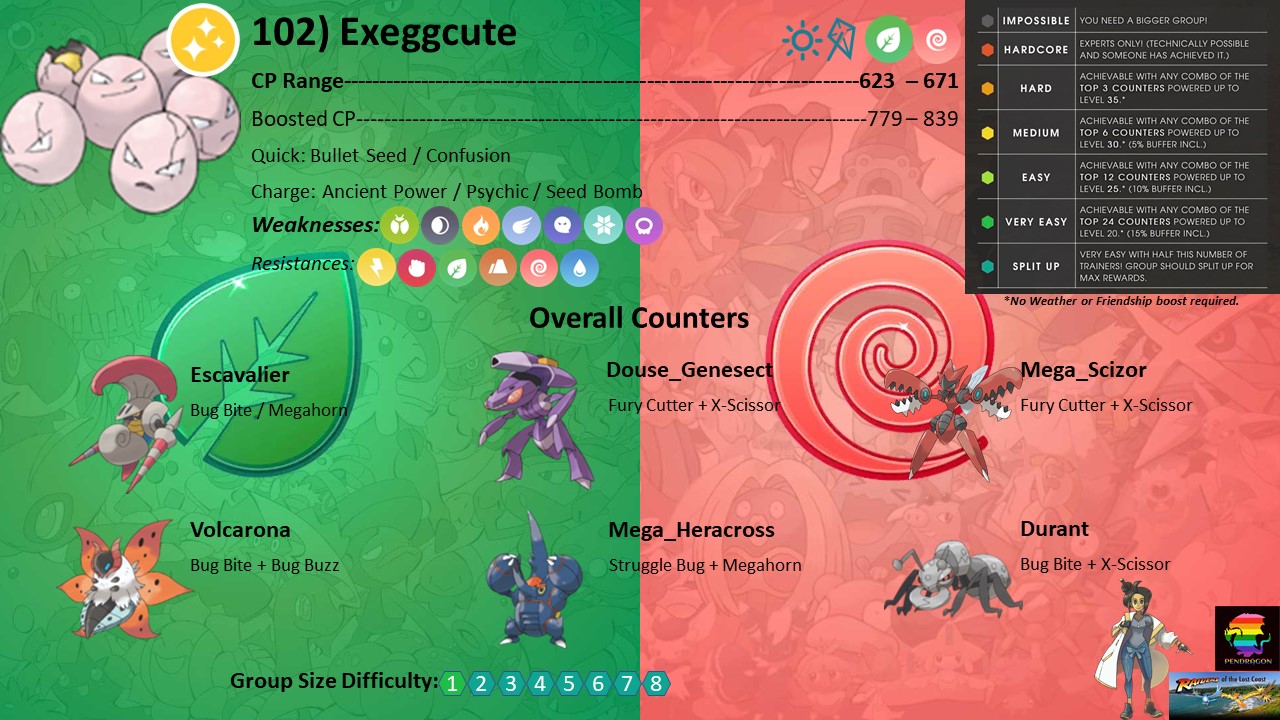 102) Exeggcute
CP Range--------------------------------------------------------------------------623 – 671
Boosted CP-------------------------------------------------------------------------779 – 839
Quick: Bullet Seed / Confusion
Charge: Ancient Power / Psychic / Seed Bomb
Weaknesses:
Resistances:
IMPOSSIBLE YOU NEED A BIGGER GROUP!
HARDCORE EXPERTS ONLY! (TECHNICALLY POSSIBLE
AND SOMEONE HAS ACHIEVED IT.)
HARD ACHIEVABLE WITH ANY COMBO OF THE
TOP 3 COUNTERS POWERED UP TO
LEVEL 35.*
MEDIUM ACHIEVABLE WITH ANY COMBO OF THE
TOP 6 COUNTERS POWERED UP TO
LEVEL 30.* (5% BUFFER INCL.)
EASY ACHIEVABLE WITH ANY COMBO OF THE
TOP 12 COUNTERS POWERED UP TO
LEVEL 25.* (10% BUFFER INCL.)
VERY EASY ACHIEVABLE WITH ANY COMBO OF THE
TOP 24 COUNTERS POWERED UP TO
LEVEL 20.* (15% BUFFER INCL.)
SPLIT UP VERY EASY WITH HALF THIS NUMBER OF
TRAINERS! GROUP SHOULD SPLIT UP FOR
MAX REWARDS.
*No Weather or Friendship boost required.
Overall Counters
Escavalier
Bug Bite / Megahorn
Douse_Genesect
Fury Cutter + X-Scissor
Mega_Scizor
Fury Cutter + X-Scissor
Volcarona
Bug Bite + Bug Buzz
Mega_Heracross
Struggle Bug + Megahorn
Durant
Bug Bite + X-Scissor
Group Size Difficulty: 1 2 3 4 5 6 7 8
PENDRAGON
RAIDERS of the Lost Coast